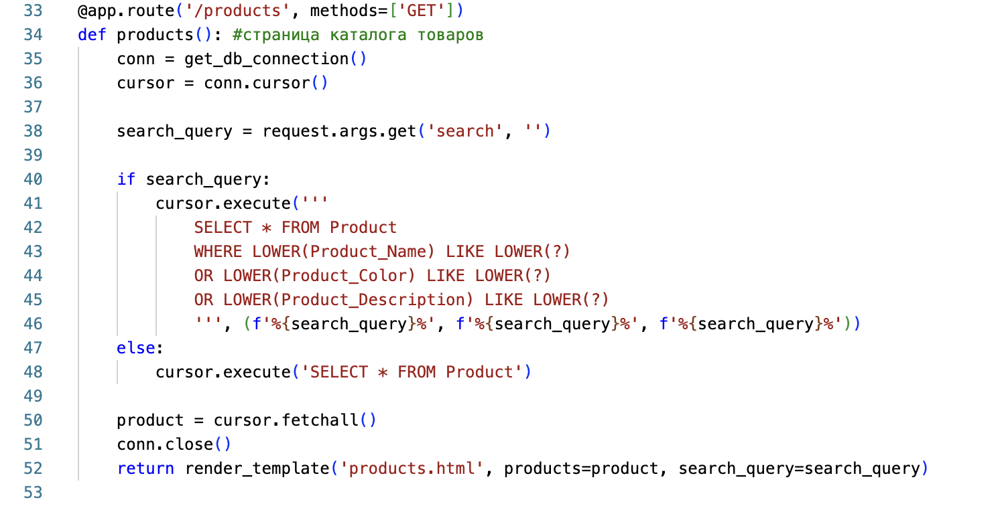 33 @app.route('/products', methods=['GET'])
34 def products(): #страница каталога товаров
35     conn = get_db_connection()
36     cursor = conn.cursor()
37
38     search_query = request.args.get('search', '')
39
40     if search_query:
41         cursor.execute('''
42             SELECT * FROM Product
43             WHERE LOWER(Product_Name) LIKE LOWER(?)
44             OR LOWER(Product_Color) LIKE LOWER(?)
45             OR LOWER(Product_Description) LIKE LOWER(?)
46             ''', (f'%{search_query}%', f'%{search_query}%', f'%{search_query}%'))
47     else:
48         cursor.execute('SELECT * FROM Product')
49
50     product = cursor.fetchall()
51     conn.close()
52     return render_template('products.html', products=product, search_query=search_query)
53